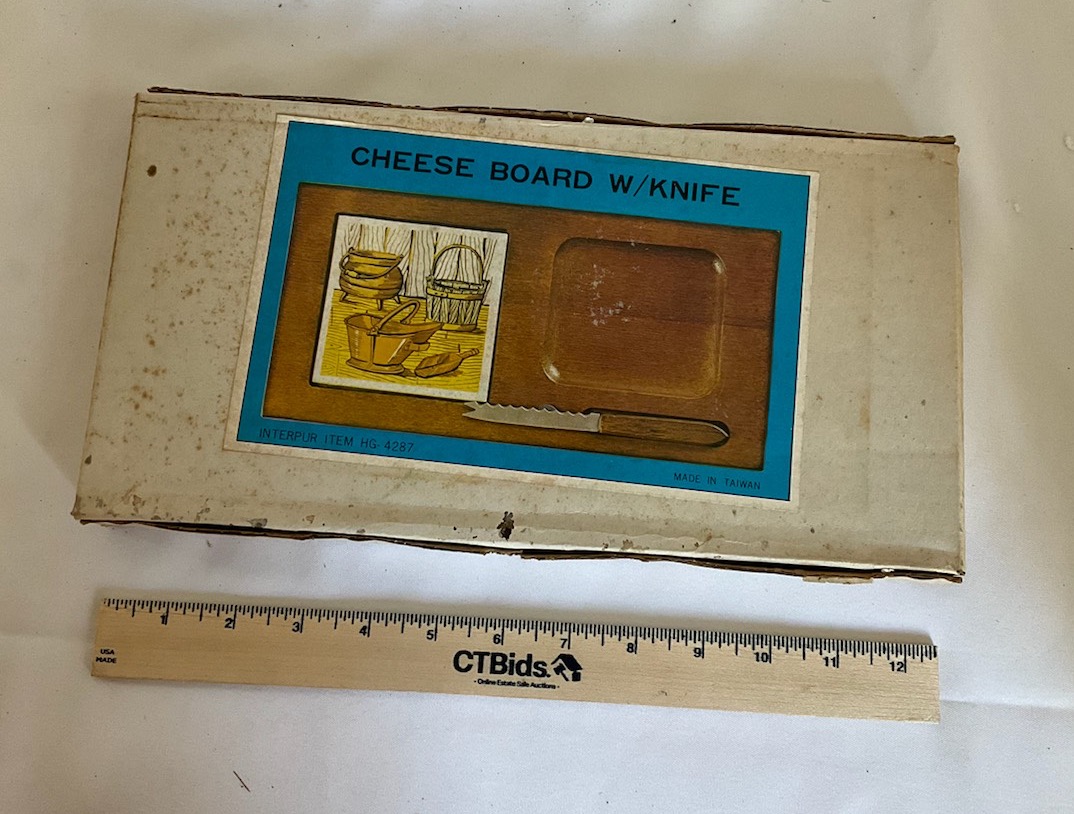 CHEESE BOARD W/KNIFE
INTERPUR ITEM HG-4287
MADE IN TAIWAN
1 2 3 4 5 6 7 8 9 10 11 12
USA
MADE
CTBids.
- Online Estate Sale Auctions -